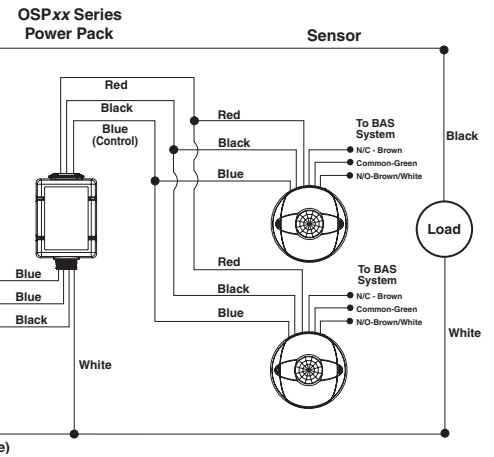 OSPxx Series
Power Pack
Sensor
Red
Black
Blue
(Control)
Red
Black
Blue
To BAS
System
N/C - Brown
Common-Green
N/O-Brown/White
Black
Load
Red
Black
Blue
To BAS
System
N/C - Brown
Common-Green
N/O-Brown/White
Blue
Blue
Black
White
White
e)